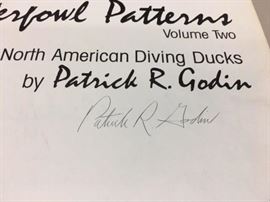 erfowl Patterns
Volume Two
North American Diving Ducks
by Patrick R. Godin
Patrick R Godin